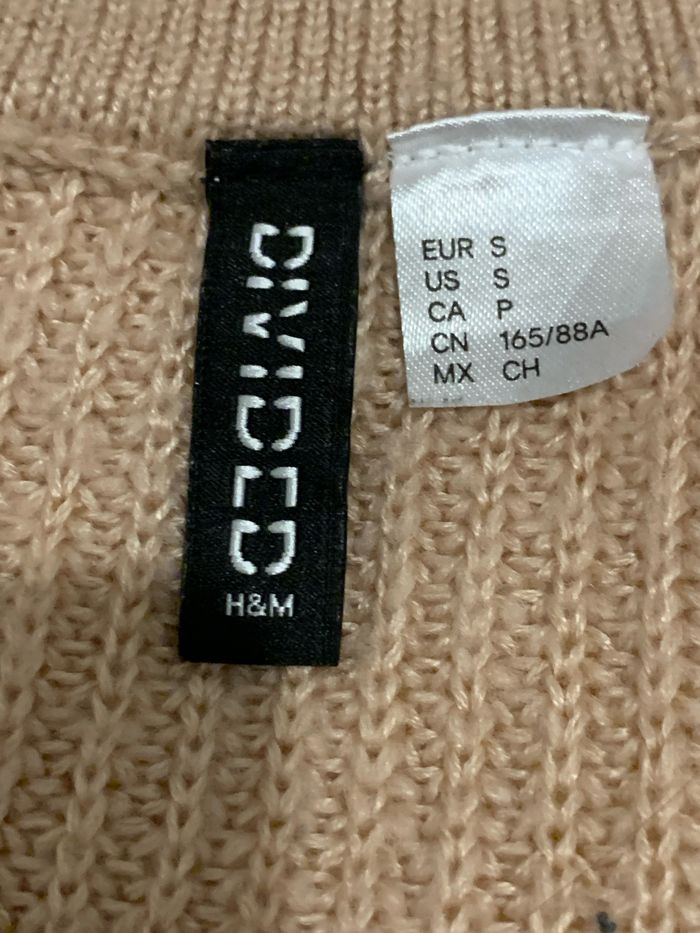 DIVIDED
H&M
EUR S
US S
CA P
CN 165/88A
MX CH